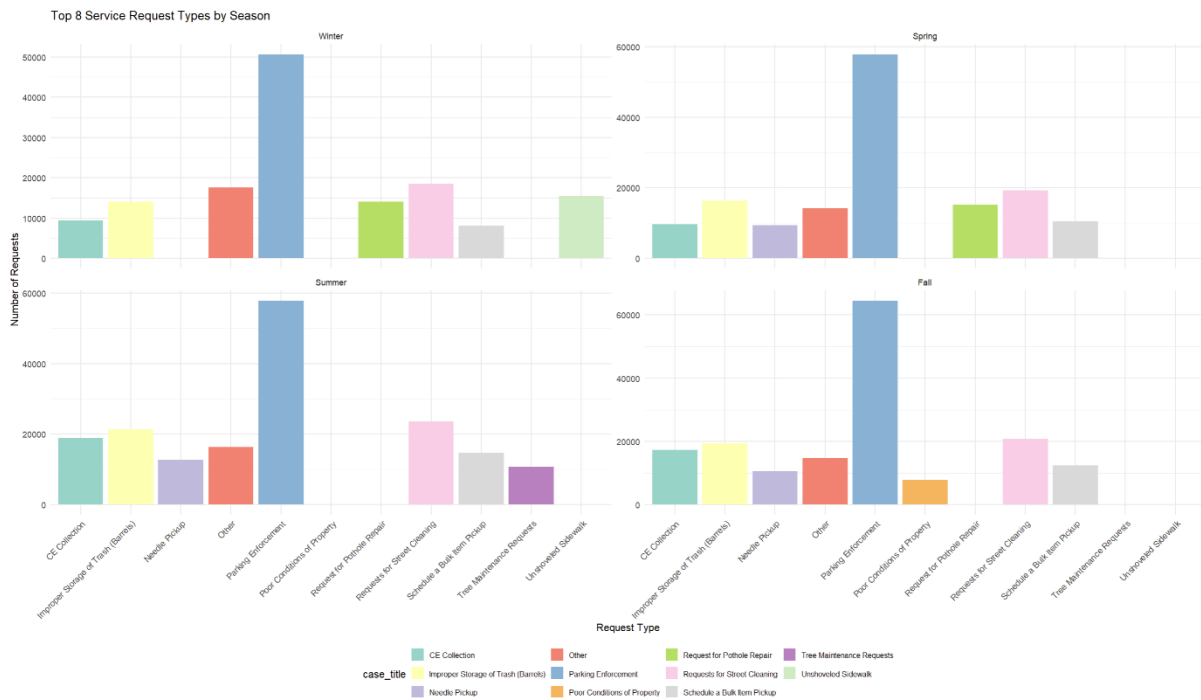 Top 8 Service Request Types by Season
Winter
Spring
50000
40000
30000
20000
10000
0
60000
40000
20000
0
Summer
Fall
60000
40000
20000
0
60000
40000
20000
0
Number of Requests
CE Collection
Improper Storage of Trash (Barrels)
Needle Pickup
Other
Parking Enforcement
Poor Conditions of Property
Request for Pothole Repair
Requests for Street Cleaning
Schedule a Bulk Item Pickup
Tree Maintenance Requests
Unshoveled Sidewalk
CE Collection
Improper Storage of Trash (Barrels)
Needle Pickup
Other
Parking Enforcement
Poor Conditions of Property
Request for Pothole Repair
Requests for Street Cleaning
Schedule a Bulk Item Pickup
Tree Maintenance Requests
Unshoveled Sidewalk
Request Type
case_title
CE Collection
Improper Storage of Trash (Barrels)
Needle Pickup
Other
Parking Enforcement
Poor Conditions of Property
Request for Pothole Repair
Requests for Street Cleaning
Schedule a Bulk Item Pickup
Tree Maintenance Requests
Unshoveled Sidewalk